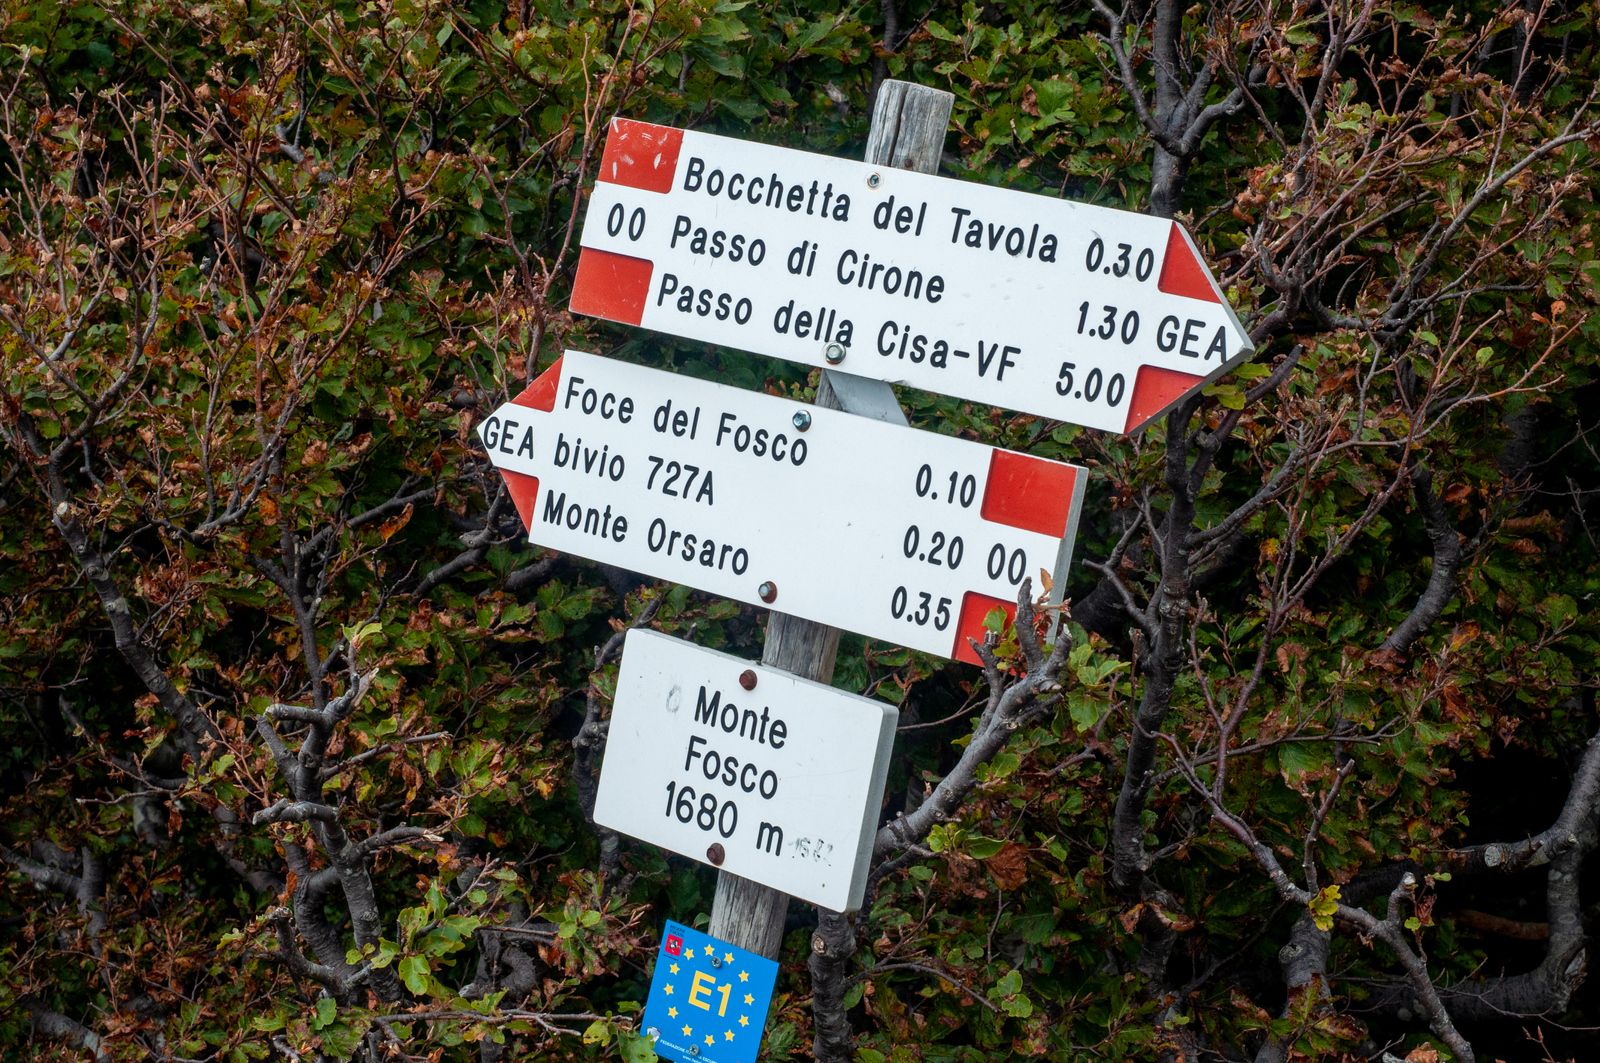 Bocchetta del Tavola 0.30
00 Passo di Cirone 1.30 GEA
Passo della Cisa-VF 5.00
Foce del Fosco 0.10
GEA bivio 727A 0.20 00
Monte Orsaro 0.35
Monte
Fosco
1680 m
E1